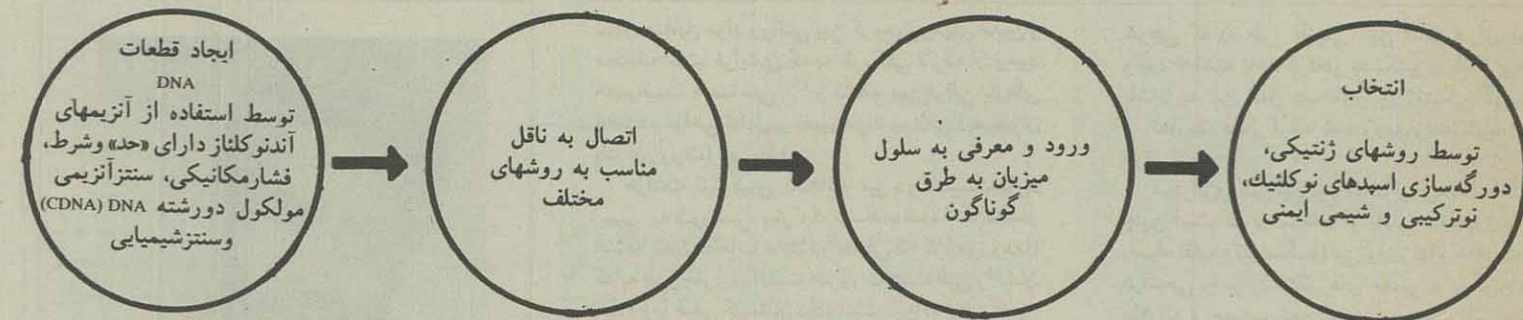 ایجاد قطعات
DNA
توسط استفاده از آنزیمهای
آندنوکلئاز دارای «حد» وشرط،
فشارمکانیکی، سنتزآنزیمی
مولکول دورشته DNA (CDNA)
وسنتزشیمیایی
اتصال به ناقل
مناسب به روشهای
مختلف
ورود و معرفی به سلول
میزبان به طرق
گوناگون
انتخاب
توسط روشهای ژنتیکی،
دورگه‌سازی اسیدهای نوکلئیك،
نوترکیبی و شیمی ایمنی